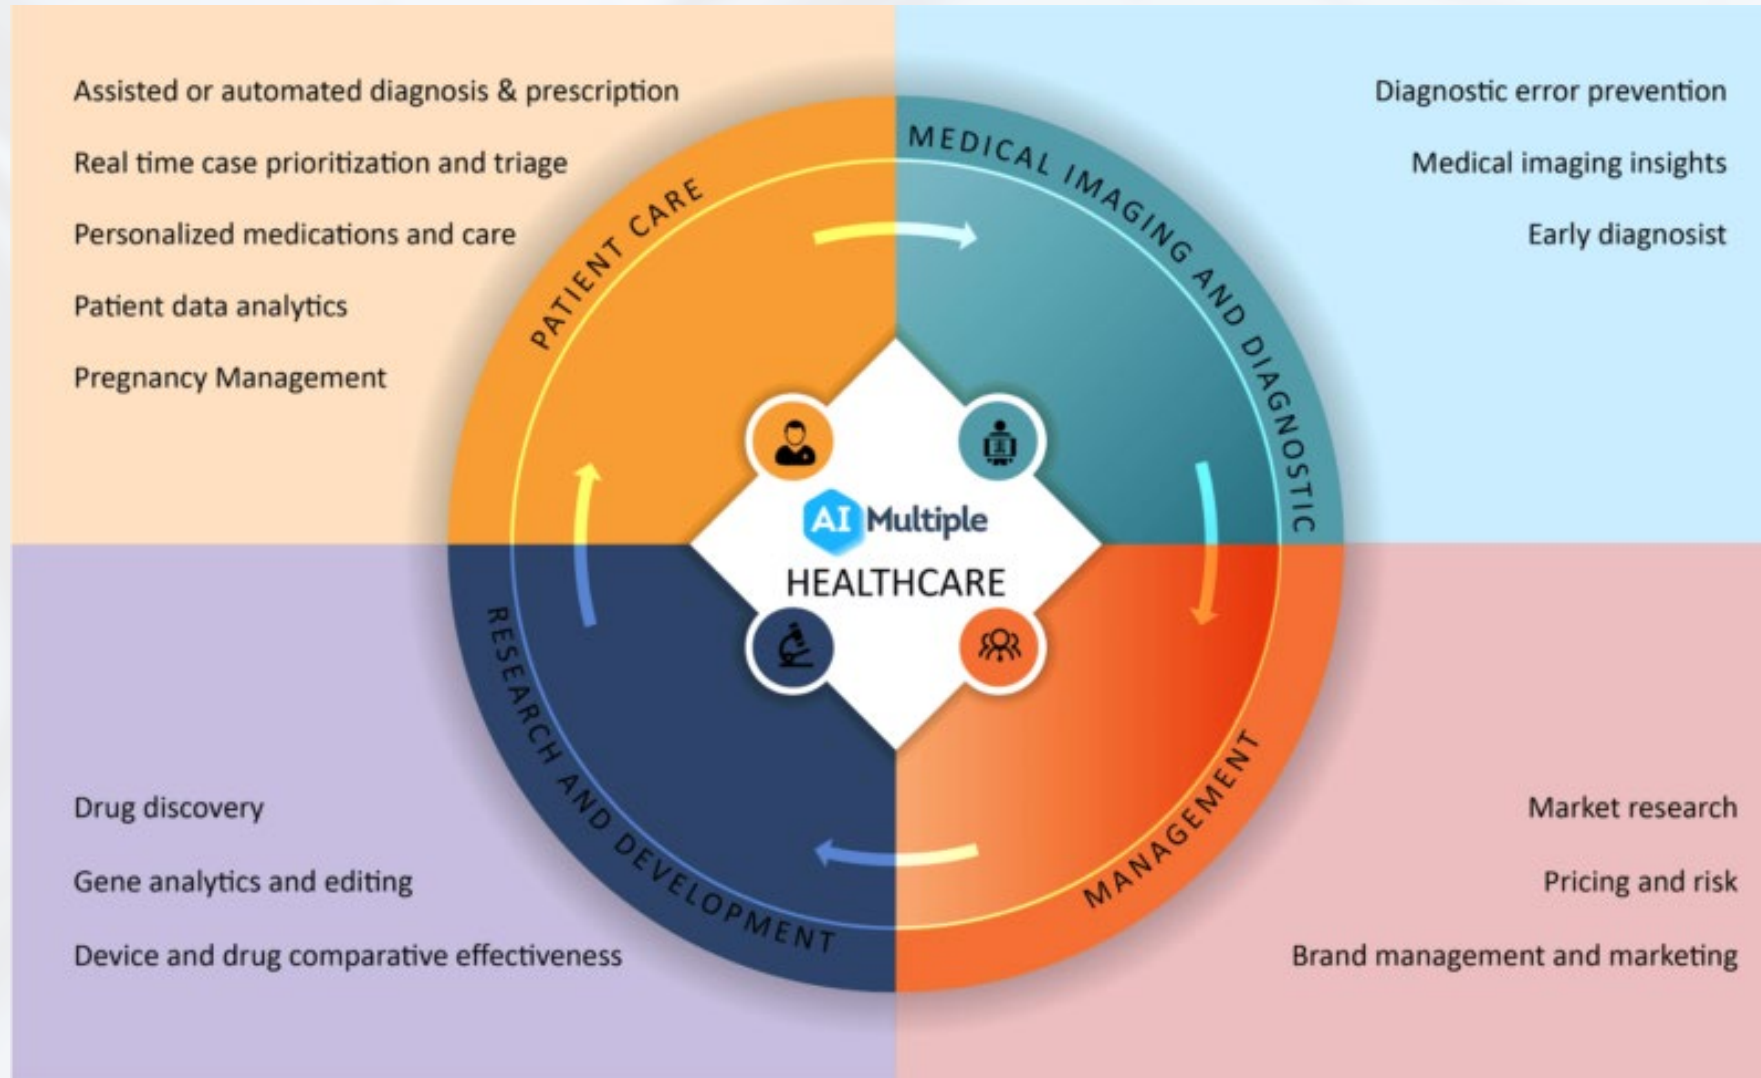 Assisted or automated diagnosis & prescription
Real time case prioritization and triage
Personalized medications and care
Patient data analytics
Pregnancy Management
PATIENT CARE
MEDICAL IMAGING AND DIAGNOSTIC
Diagnostic error prevention
Medical imaging insights
Early diagnosist
AI Multiple
HEALTHCARE
RESEARCH AND DEVELOPMENT
Drug discovery
Gene analytics and editing
Device and drug comparative effectiveness
MANAGEMENT
Market research
Pricing and risk
Brand management and marketing